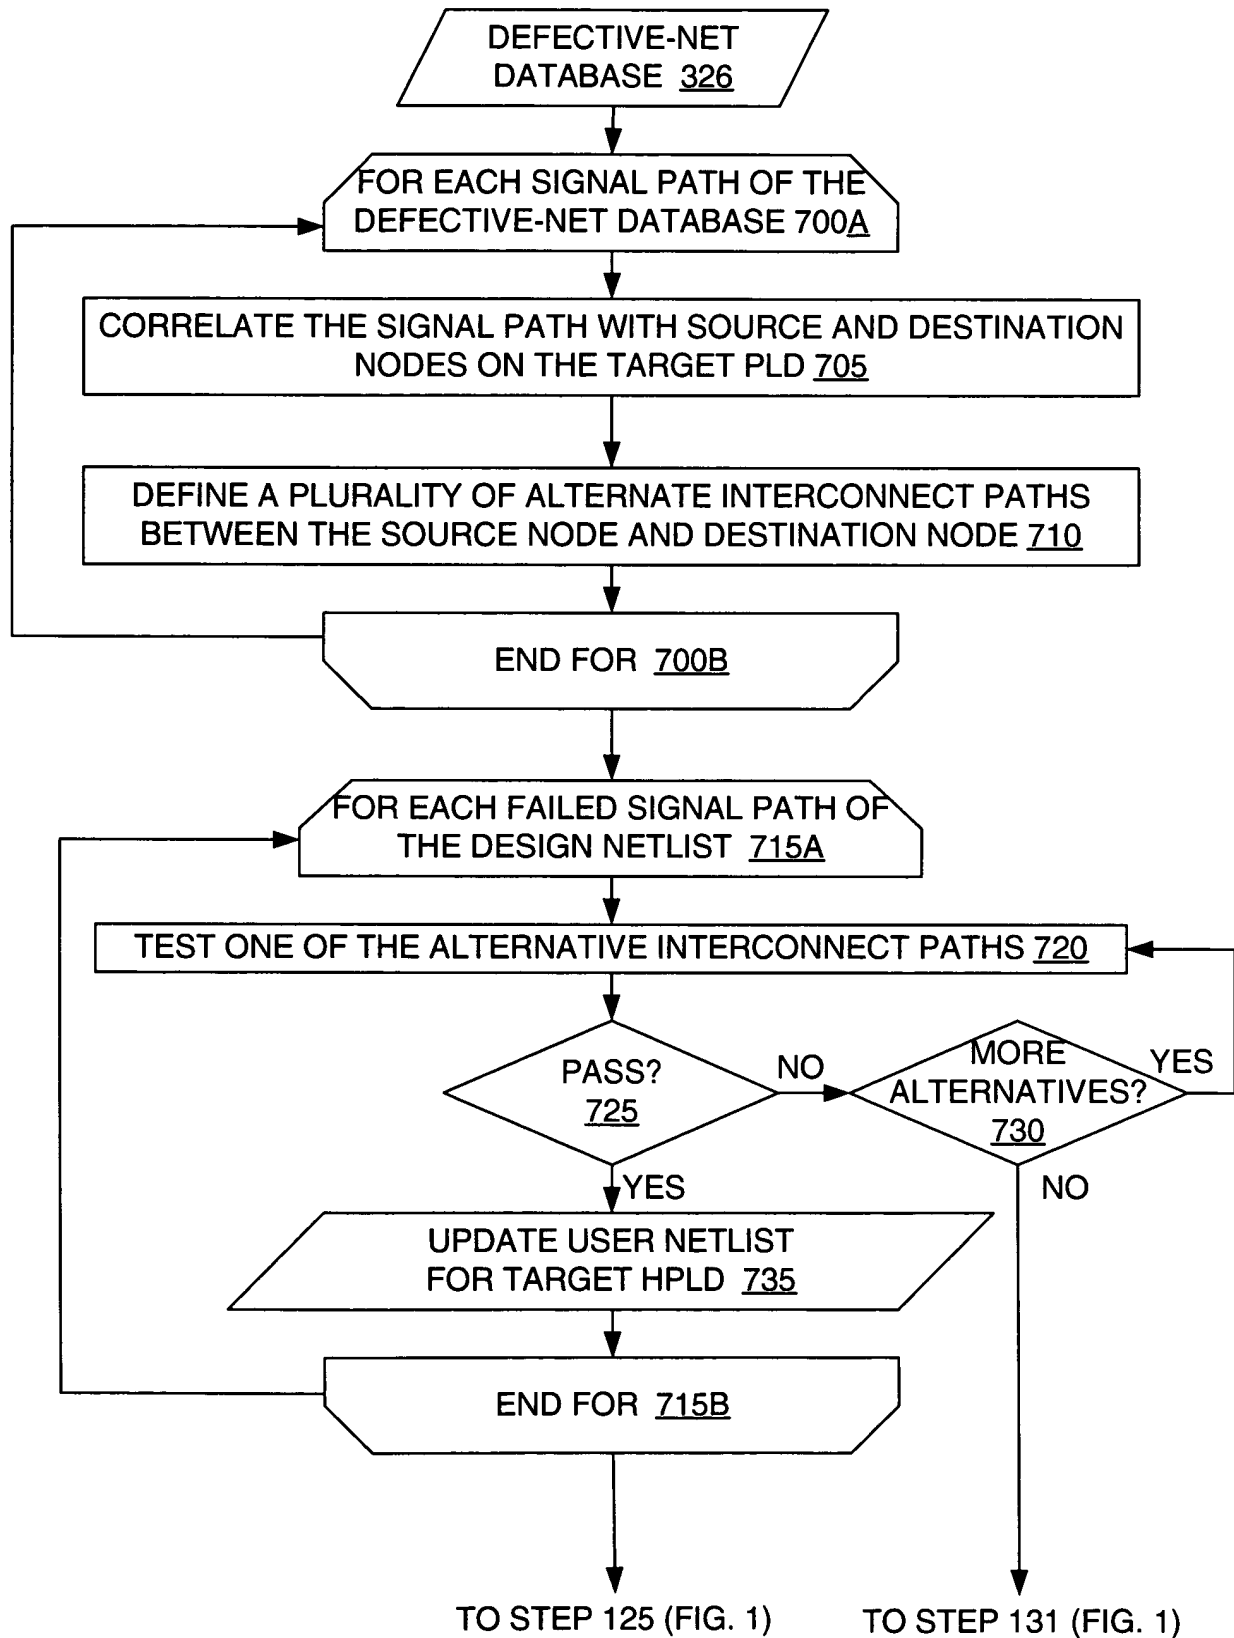 DEFECTIVE-NET
DATABASE 326
FOR EACH SIGNAL PATH OF THE
DEFECTIVE-NET DATABASE 700A
CORRELATE THE SIGNAL PATH WITH SOURCE AND DESTINATION
NODES ON THE TARGET PLD 705
DEFINE A PLURALITY OF ALTERNATE INTERCONNECT PATHS
BETWEEN THE SOURCE NODE AND DESTINATION NODE 710
END FOR 700B
FOR EACH FAILED SIGNAL PATH OF
THE DESIGN NETLIST 715A
TEST ONE OF THE ALTERNATIVE INTERCONNECT PATHS 720
PASS?
725
NO
MORE
ALTERNATIVES?
730
YES
YES
NO
UPDATE USER NETLIST
FOR TARGET HPLD 735
END FOR 715B
TO STEP 125 (FIG. 1)
TO STEP 131 (FIG. 1)